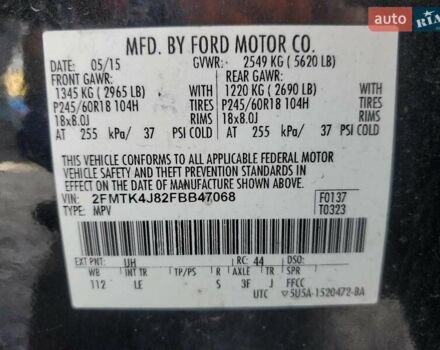 RIA
MFD. BY FORD MOTOR CO.
DATE: 05/15 GVWR: 2549 KG ( 5620 LB)
FRONT GAWR: REAR GAWR:
1345 KG ( 2965 LB) WITH 1220 KG ( 2690 LB) WITH
P245/60R18 104H TIRES P245/60R18 104H TIRES
18x8.0J RIMS 18x8.0J RIMS
AT 255 kPa/ 37 PSI COLD AT 255 kPa/ 37 PSI COLD
THIS VEHICLE CONFORMS TO ALL APPLICABLE FEDERAL MOTOR
VEHICLE SAFETY AND THEFT PREVENTION STANDARDS IN EFFECT
ON THE DATE OF MANUFACTURE SHOWN ABOVE.
VIN: 2FMTK4J82FBB47068 F0137
TYPE: MPV T0323
EXT PNT: UH RC: 44 DSO:
WB INT TR TP/PS R AXLE TR SPR
112 LE S 3F J FFCC
UTC 5U5A-1520472-BA